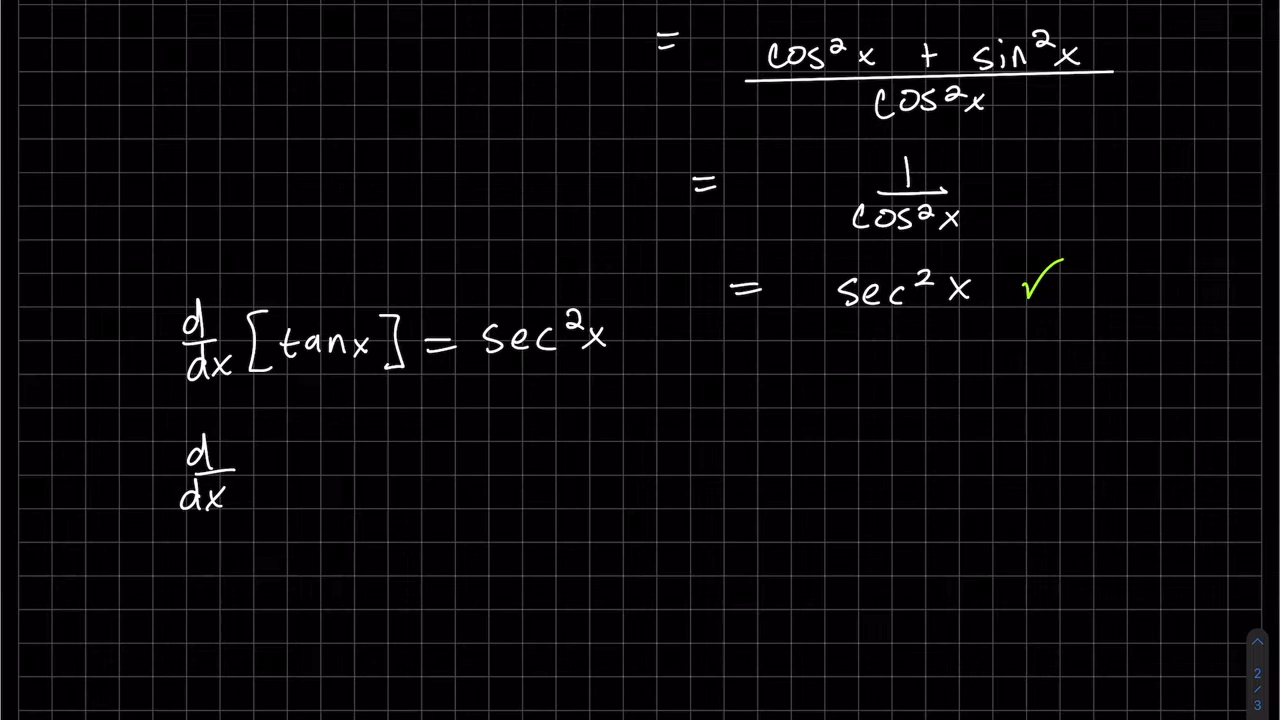 = cos²x + sin²x / cos²x
= 1 / cos²x
= sec²x ✓
d/dx [tanx] = sec²x
d/dx
2 / 3